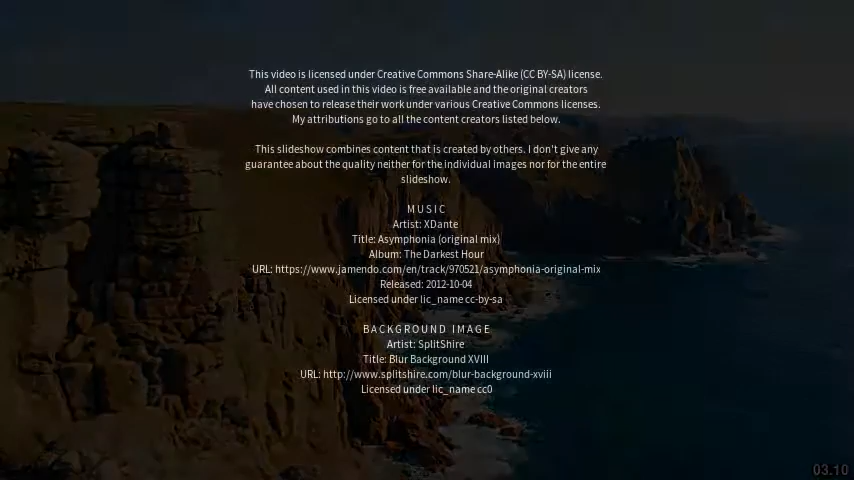 This video is licensed under Creative Commons Share-Alike (CC BY-SA) license.
All content used in this video is free available and the original creators
have chosen to release their work under various Creative Commons licenses.
My attributions go to all the content creators listed below.
This slideshow combines content that is created by others. I don't give any
guarantee about the quality neither for the individual images nor for the entire
slideshow.
MUSIC
Artist: XDante
Title: Asymphonia (original mix)
Album: The Darkest Hour
URL: https://www.jamendo.com/en/track/970521/asymphonia-original-mix
Released: 2012-10-04
Licensed under lic_name cc-by-sa
BACKGROUND IMAGE
Artist: SplitShire
Title: Blur Background XVIII
URL: http://www.splitshire.com/blur-background-xviii
Licensed under lic_name cc0
03.10